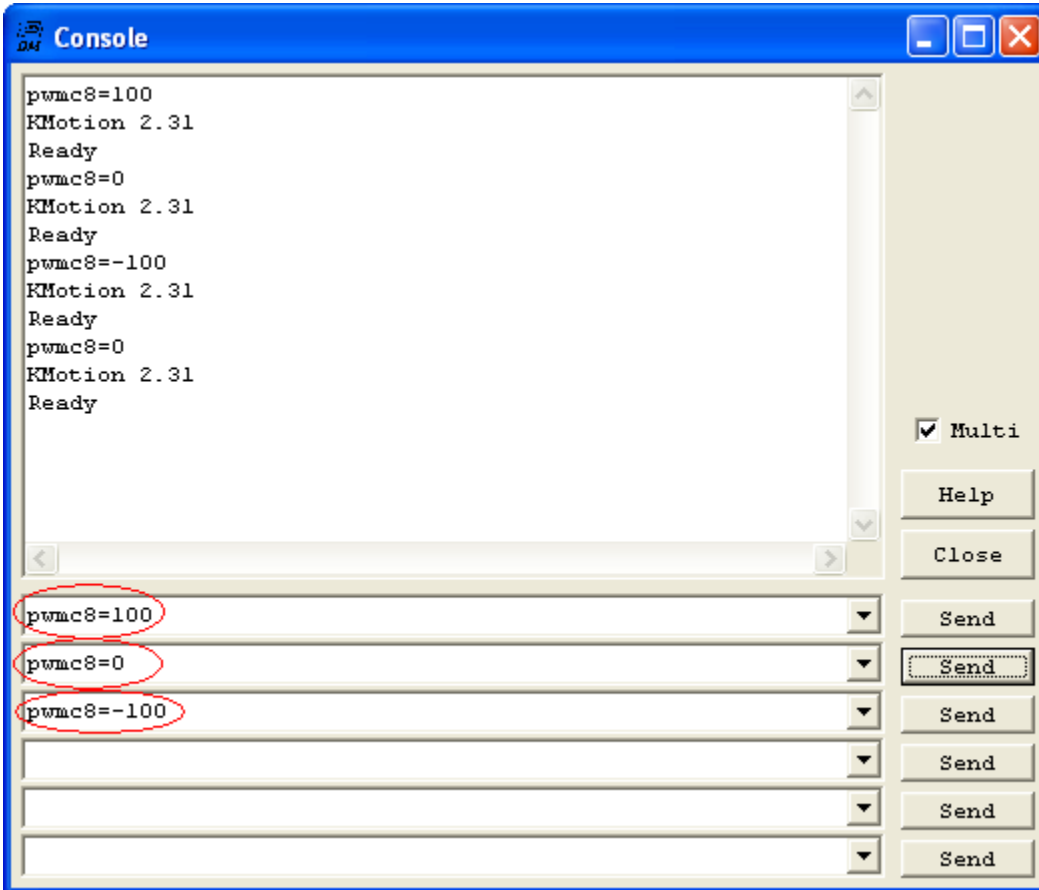 DM Console
pwmc8=100
KMotion 2.31
Ready
pwmc8=0
KMotion 2.31
Ready
pwmc8=-100
KMotion 2.31
Ready
pwmc8=0
KMotion 2.31
Ready
Multi
Help
Close
pwmc8=100 Send
pwmc8=0 Send
pwmc8=-100 Send
Send
Send
Send